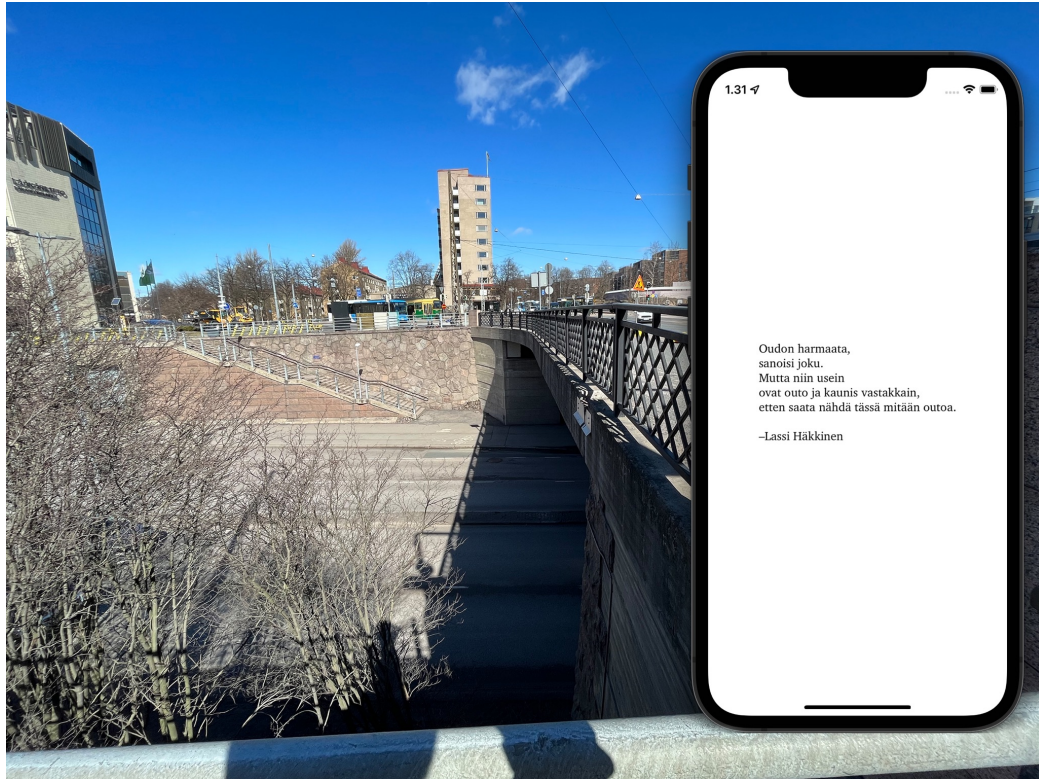 1.31
Oudon harmaata,
sanoisi joku.
Mutta niin usein
ovat outo ja kaunis vastakkain,
etten saata nähdä tässä mitään outoa.
–Lassi Häkkinen